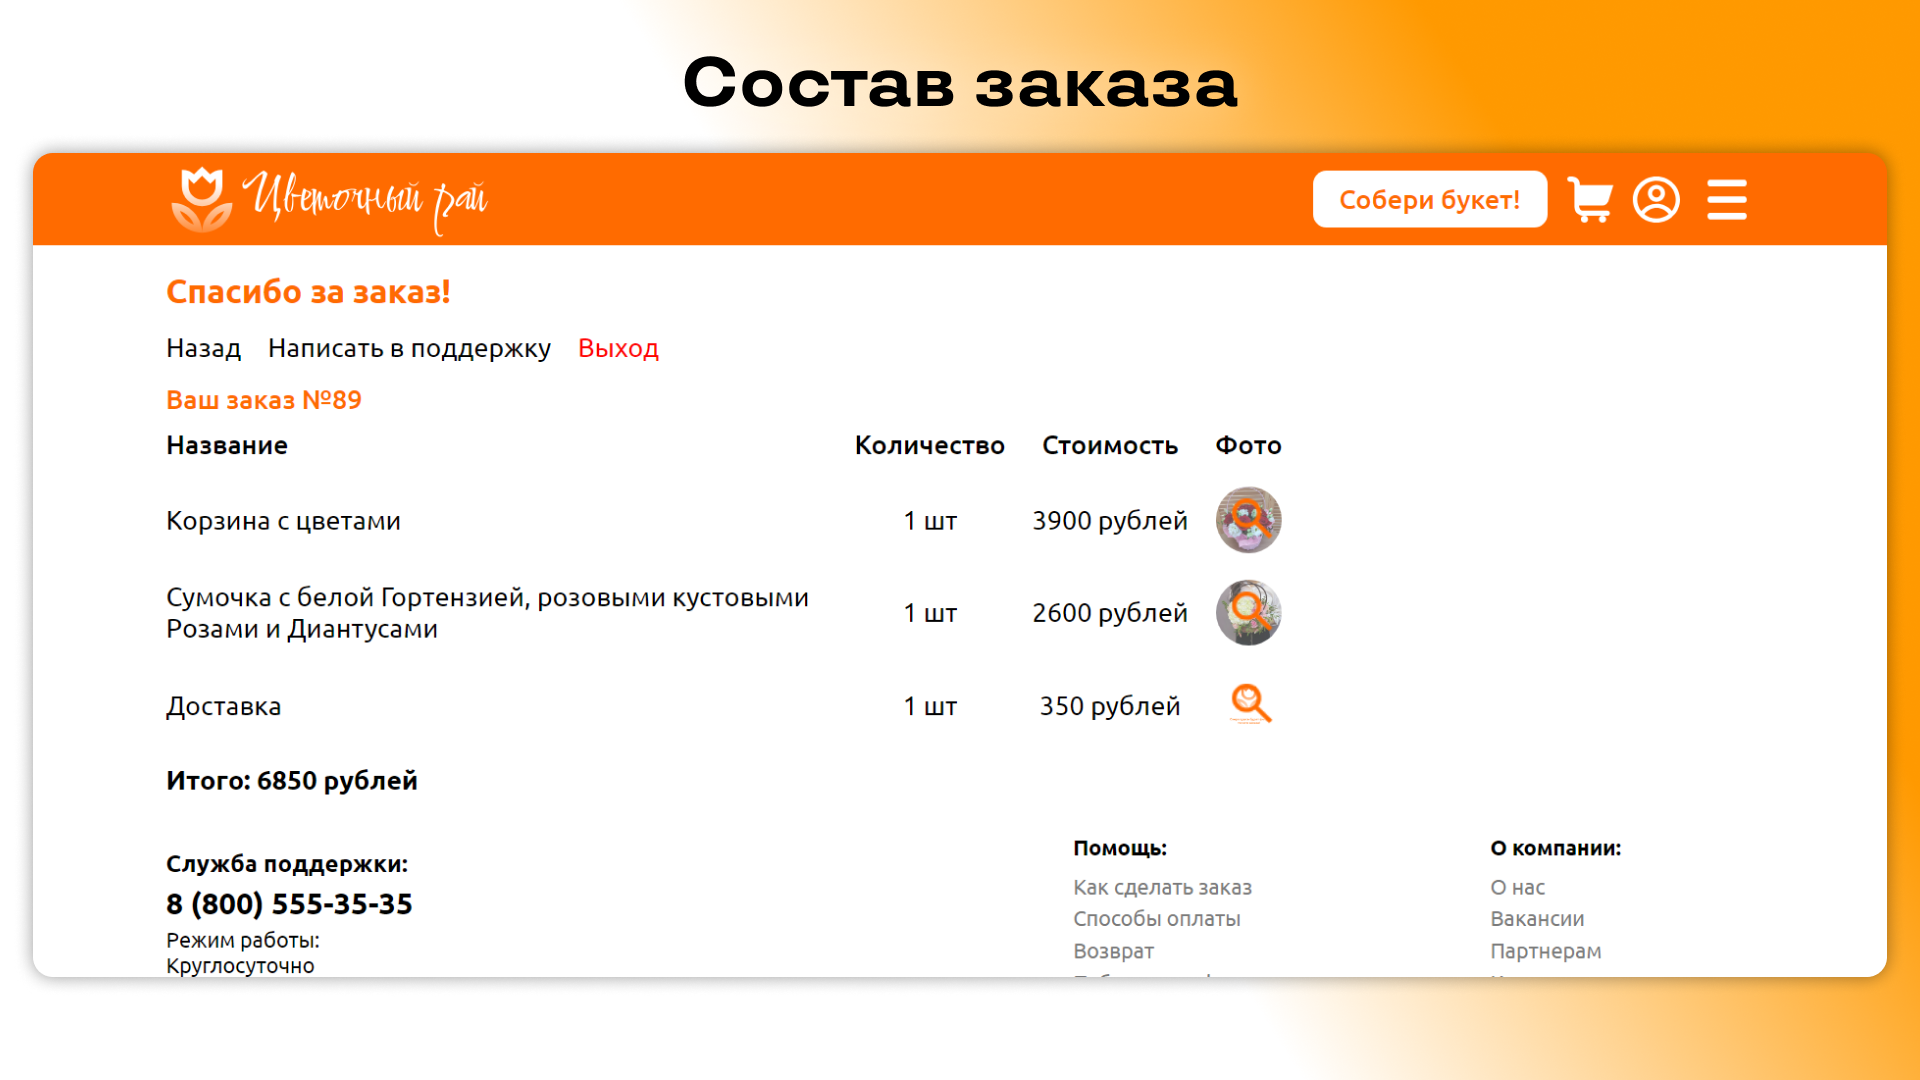 Состав заказа
Цветочный рай
Собери букет!
Спасибо за заказ!
Назад Написать в поддержку Выход
Ваш заказ №89
Название Количество Стоимость Фото
Корзина с цветами 1 шт 3900 рублей
Сумочка с белой Гортензией, розовыми кустовыми
Розами и Диантусами 1 шт 2600 рублей
Доставка 1 шт 350 рублей
Итого: 6850 рублей
Служба поддержки:
8 (800) 555-35-35
Режим работы:
Круглосуточно
Помощь:
Как сделать заказ
Способы оплаты
Возврат
О компании:
О нас
Вакансии
Партнерам